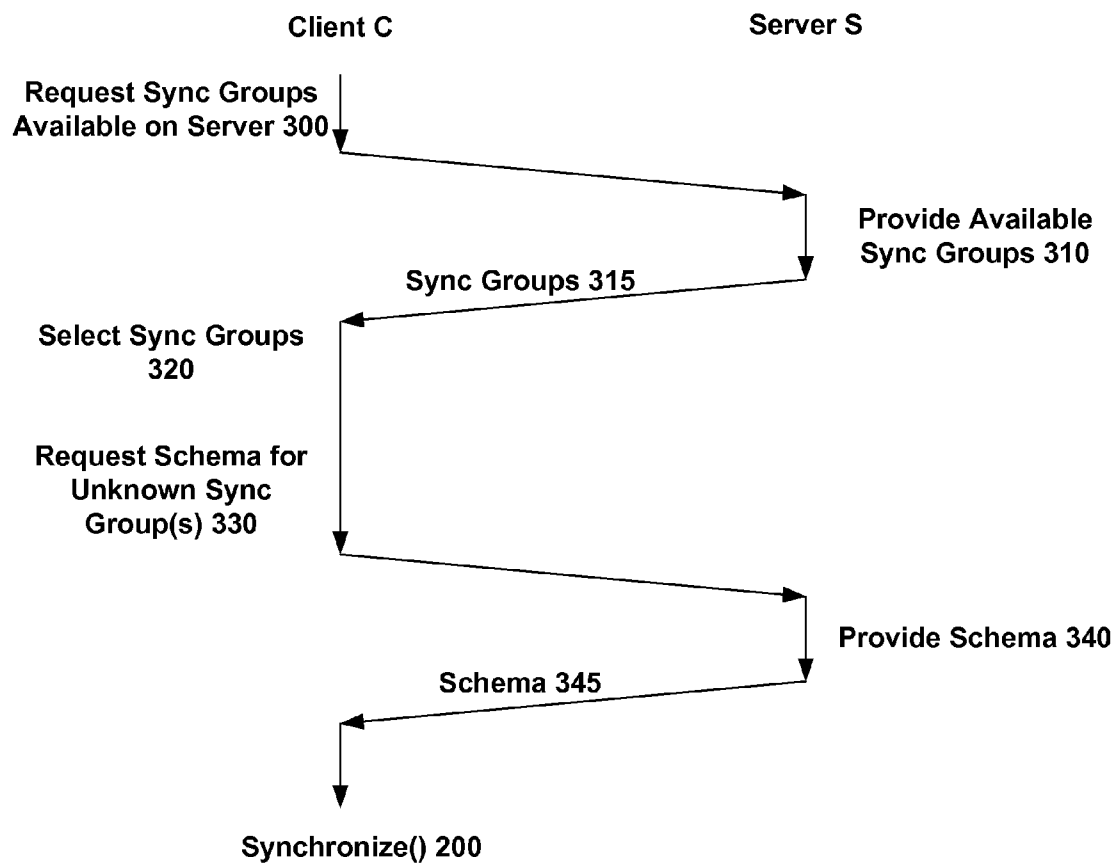 Client C
Server S
Request Sync Groups
Available on Server 300
Provide Available
Sync Groups 310
Sync Groups 315
Select Sync Groups
320
Request Schema for
Unknown Sync
Group(s) 330
Provide Schema 340
Schema 345
Synchronize() 200